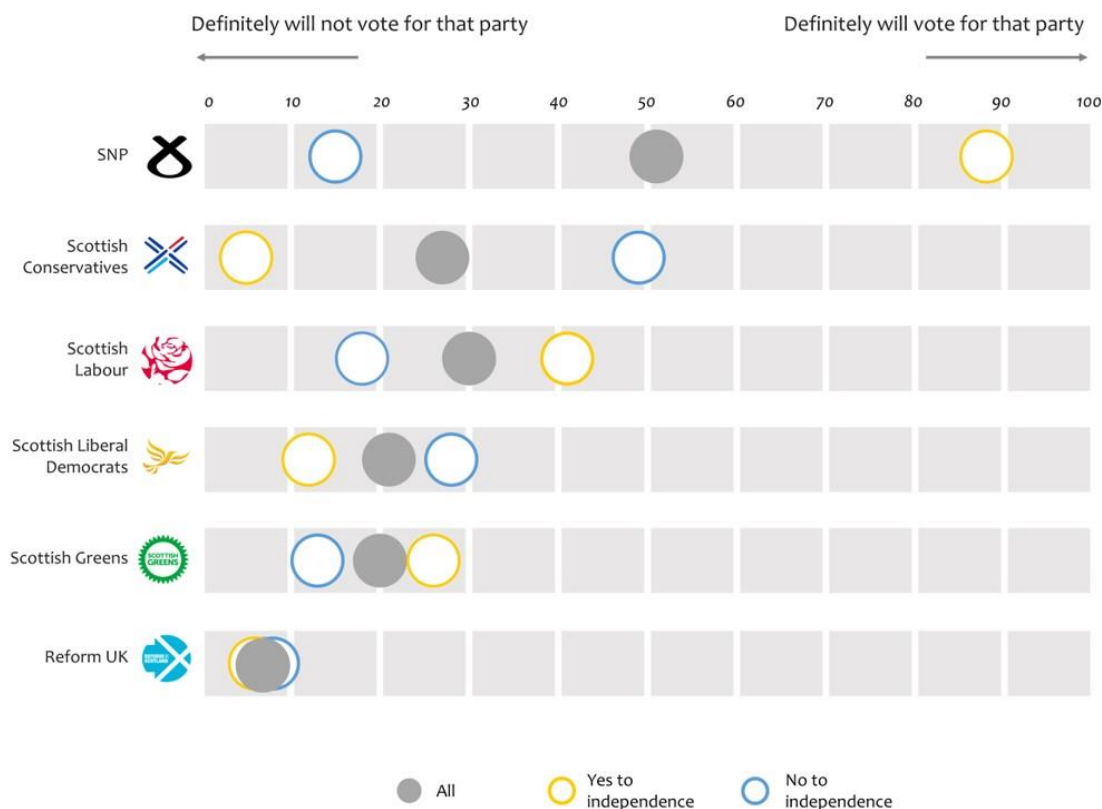 Definitely will not vote for that party
Definitely will vote for that party
0 10 20 30 40 50 60 70 80 90 100
SNP
Scottish
Conservatives
Scottish
Labour
Scottish Liberal
Democrats
Scottish Greens
SCOTTISH
GREENS
Reform UK
All
Yes to
independence
No to
independence